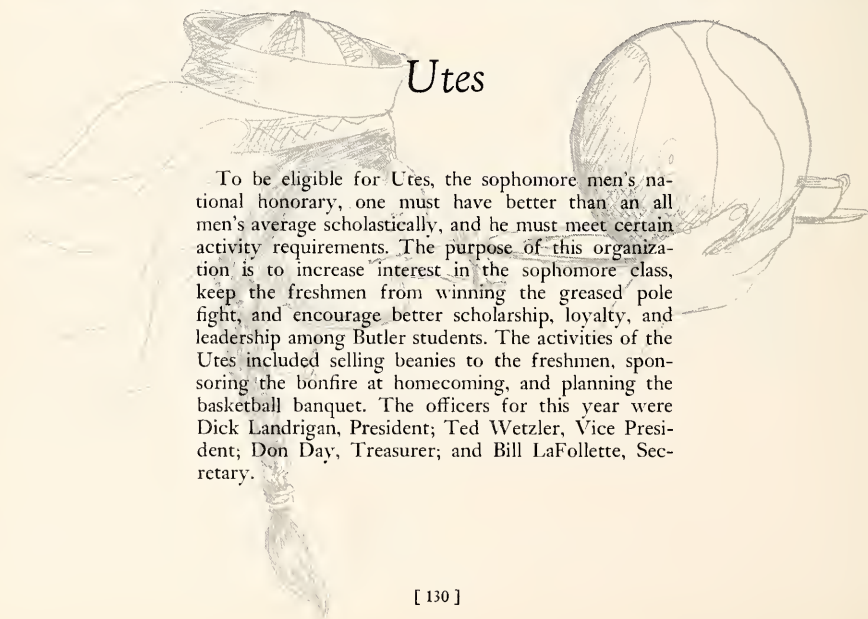 Utes
To be eligible for Utes, the sophomore men's na-
tional honorary, one must have better than an all
men's average scholastically, and he must meet certain
activity requirements. The purpose of this organiza-
tion is to increase interest in the sophomore class,
keep the freshmen from winning the greased pole
fight, and encourage better scholarship, loyalty, and
leadership among Butler students. The activities of the
Utes included selling beanies to the freshmen, spon-
soring the bonfire at homecoming, and planning the
basketball banquet. The officers for this year were
Dick Landrigan, President; Ted Wetzler, Vice Presi-
dent; Don Day, Treasurer; and Bill LaFollette, Sec-
retary.
[ 130 ]